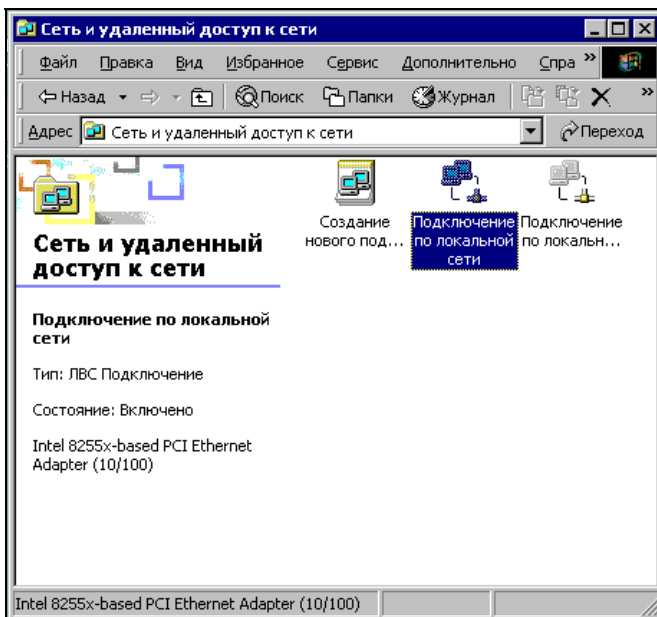 Сеть и удаленный доступ к сети
Файл Правка Вид Избранное Сервис Дополнительно Спра »
Назад Поиск Папки Журнал »
Адрес Сеть и удаленный доступ к сети Переход
Сеть и удаленный
доступ к сети
Подключение по локальной
сети
Тип: ЛВС Подключение
Состояние: Включено
Intel 8255x-based PCI Ethernet
Adapter (10/100)
Создание
нового под...
Подключение
по локальной
сети
Подключение
по локальн...
Intel 8255x-based PCI Ethernet Adapter (10/100)